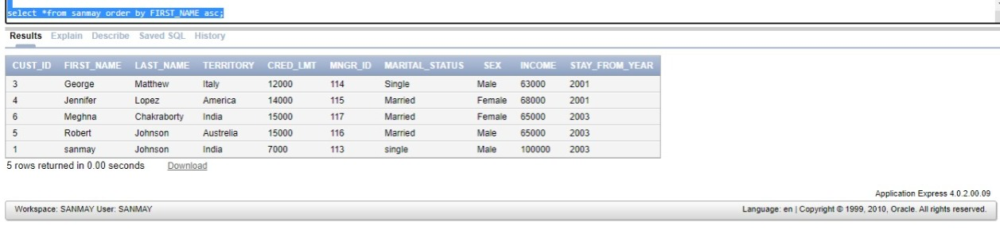 select *from sanmay order by FIRST_NAME asc;
Results Explain Describe Saved SQL History
CUST_ID FIRST_NAME LAST_NAME TERRITORY CRED_LMT MNGR_ID MARITAL_STATUS SEX INCOME STAY_FROM_YEAR
3 George Matthew Italy 12000 114 Single Male 63000 2001
4 Jennifer Lopez America 14000 115 Married Female 68000 2001
6 Meghna Chakraborty India 15000 117 Married Female 65000 2003
5 Robert Johnson Austrelia 15000 116 Married Male 65000 2003
1 sanmay Johnson India 7000 113 single Male 100000 2003
5 rows returned in 0.00 seconds Download
Application Express 4.0.2.00.09
Workspace: SANMAY User: SANMAY Language: en | Copyright © 1999, 2010, Oracle. All rights reserved.